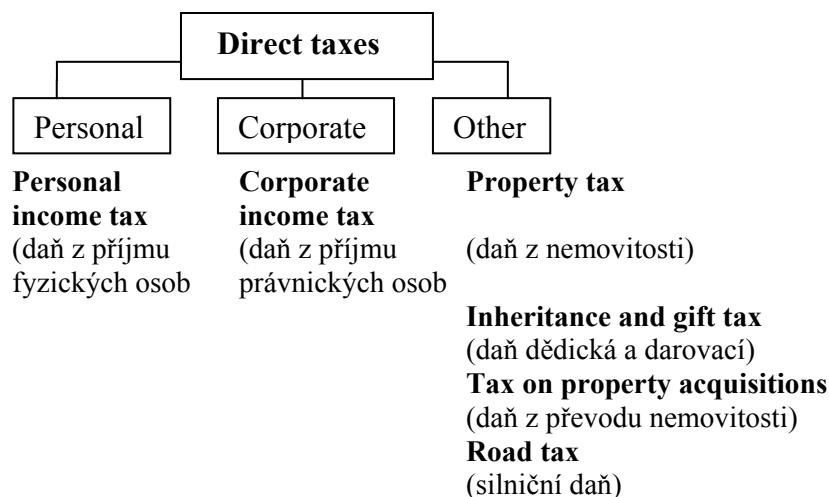 Direct taxes
Personal
Corporate
Other
Personal
income tax
(daň z příjmu
fyzických osob
Corporate
income tax
(daň z příjmu
právnických osob
Property tax
(daň z nemovitosti)
Inheritance and gift tax
(daň dědická a darovací)
Tax on property acquisitions
(daň z převodu nemovitosti)
Road tax
(silniční daň)